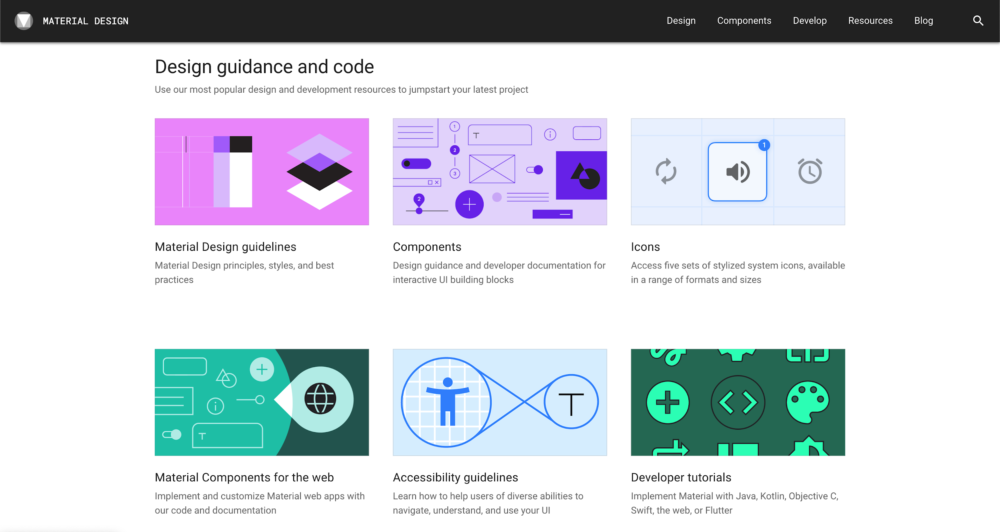 MATERIAL DESIGN
Design
Components
Develop
Resources
Blog
Design guidance and code
Use our most popular design and development resources to jumpstart your latest project
1
T
2
3
2
1
Material Design guidelines
Material Design principles, styles, and best
practices
Components
Design guidance and developer documentation for
interactive UI building blocks
Icons
Access five sets of stylized system icons, available
in a range of formats and sizes
T
T
Material Components for the web
Implement and customize Material web apps with
our code and documentation
Accessibility guidelines
Learn how to help users of diverse abilities to
navigate, understand, and use your UI
Developer tutorials
Implement Material with Java, Kotlin, Objective C,
Swift, the web, or Flutter